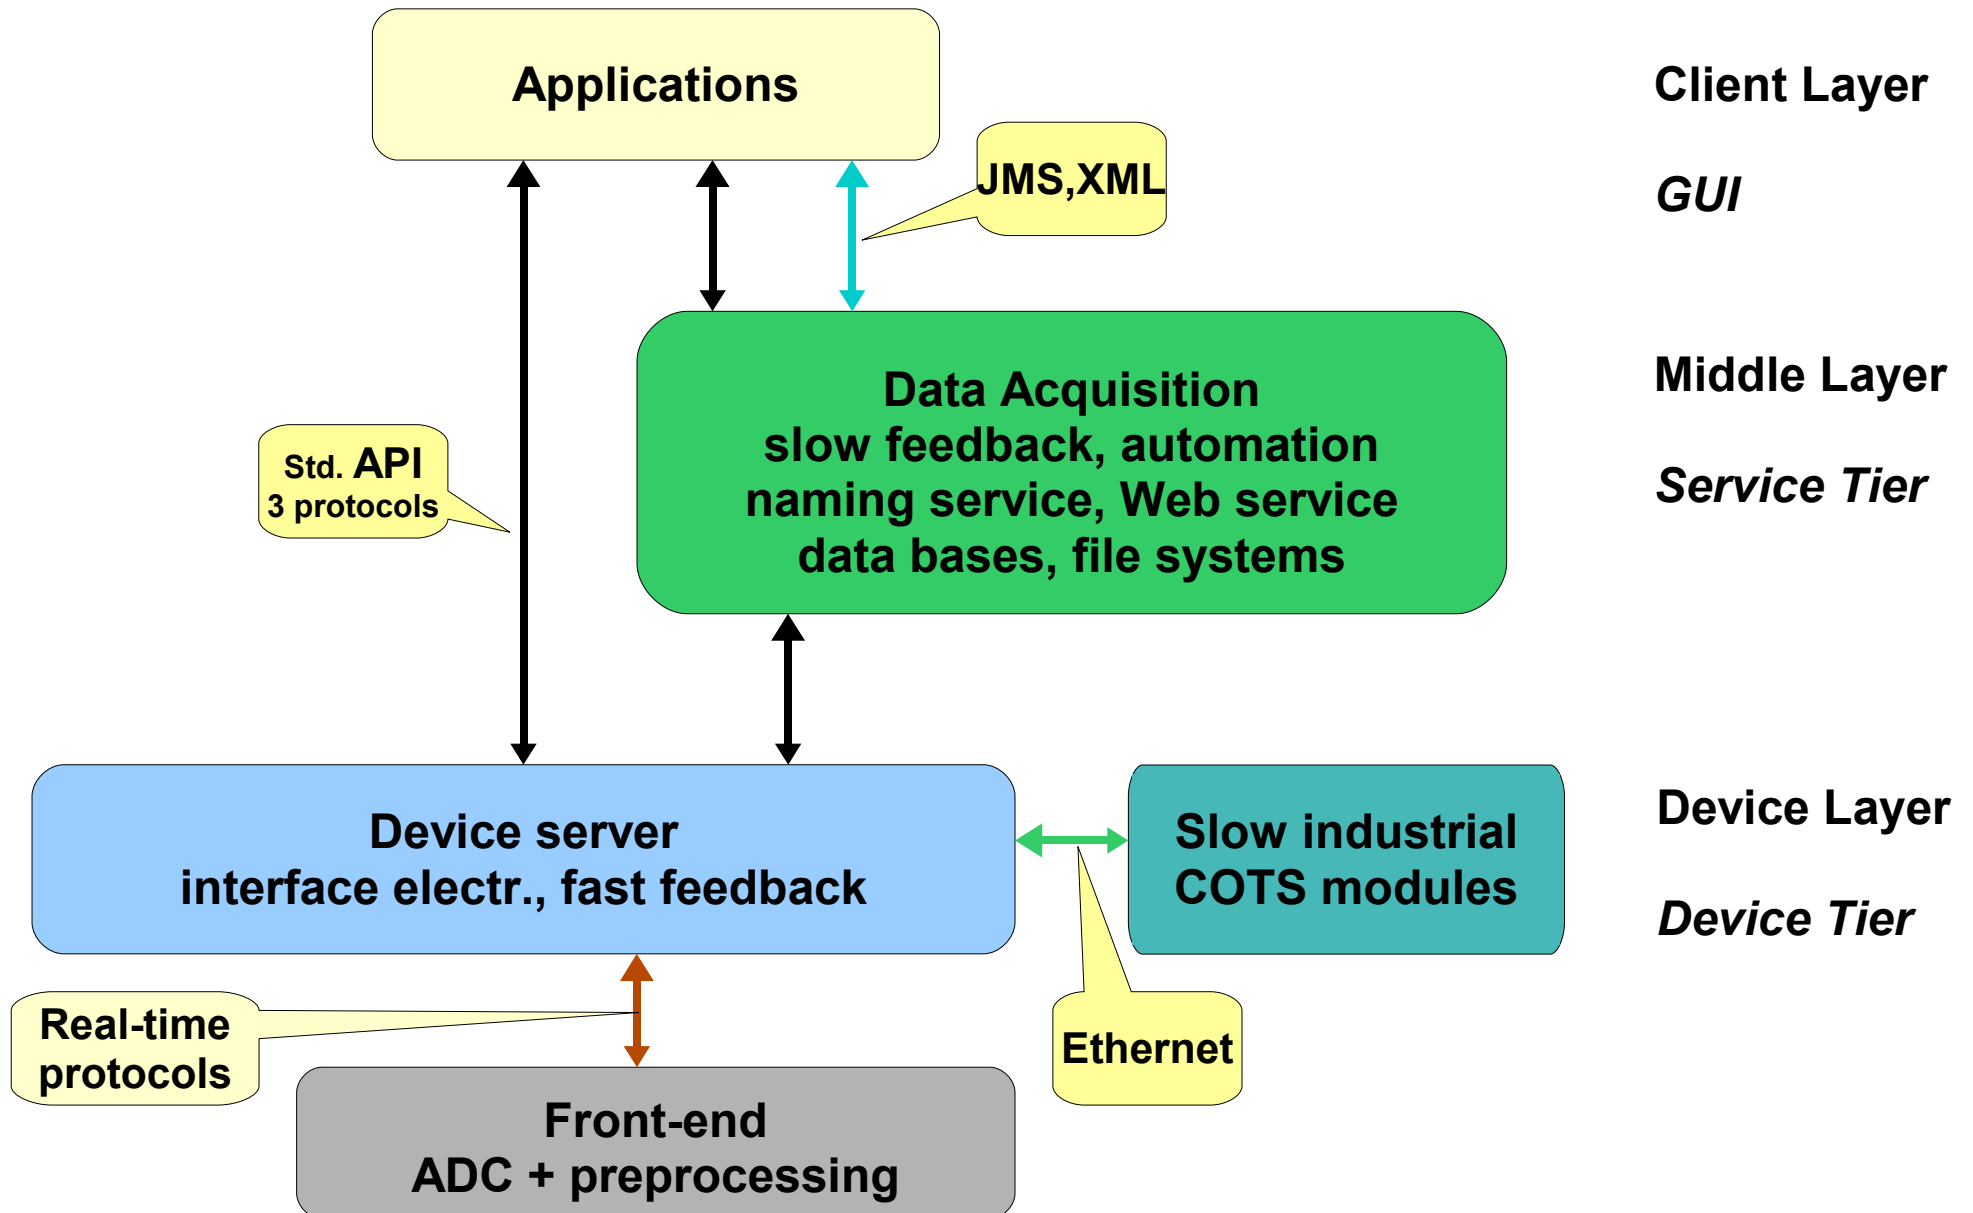 Applications
Client Layer
JMS,XML
GUI
Data Acquisition
slow feedback, automation
naming service, Web service
data bases, file systems
Middle Layer
Service Tier
Std. API
3 protocols
Device server
interface electr., fast feedback
Slow industrial
COTS modules
Device Layer
Device Tier
Real-time
protocols
Ethernet
Front-end
ADC + preprocessing